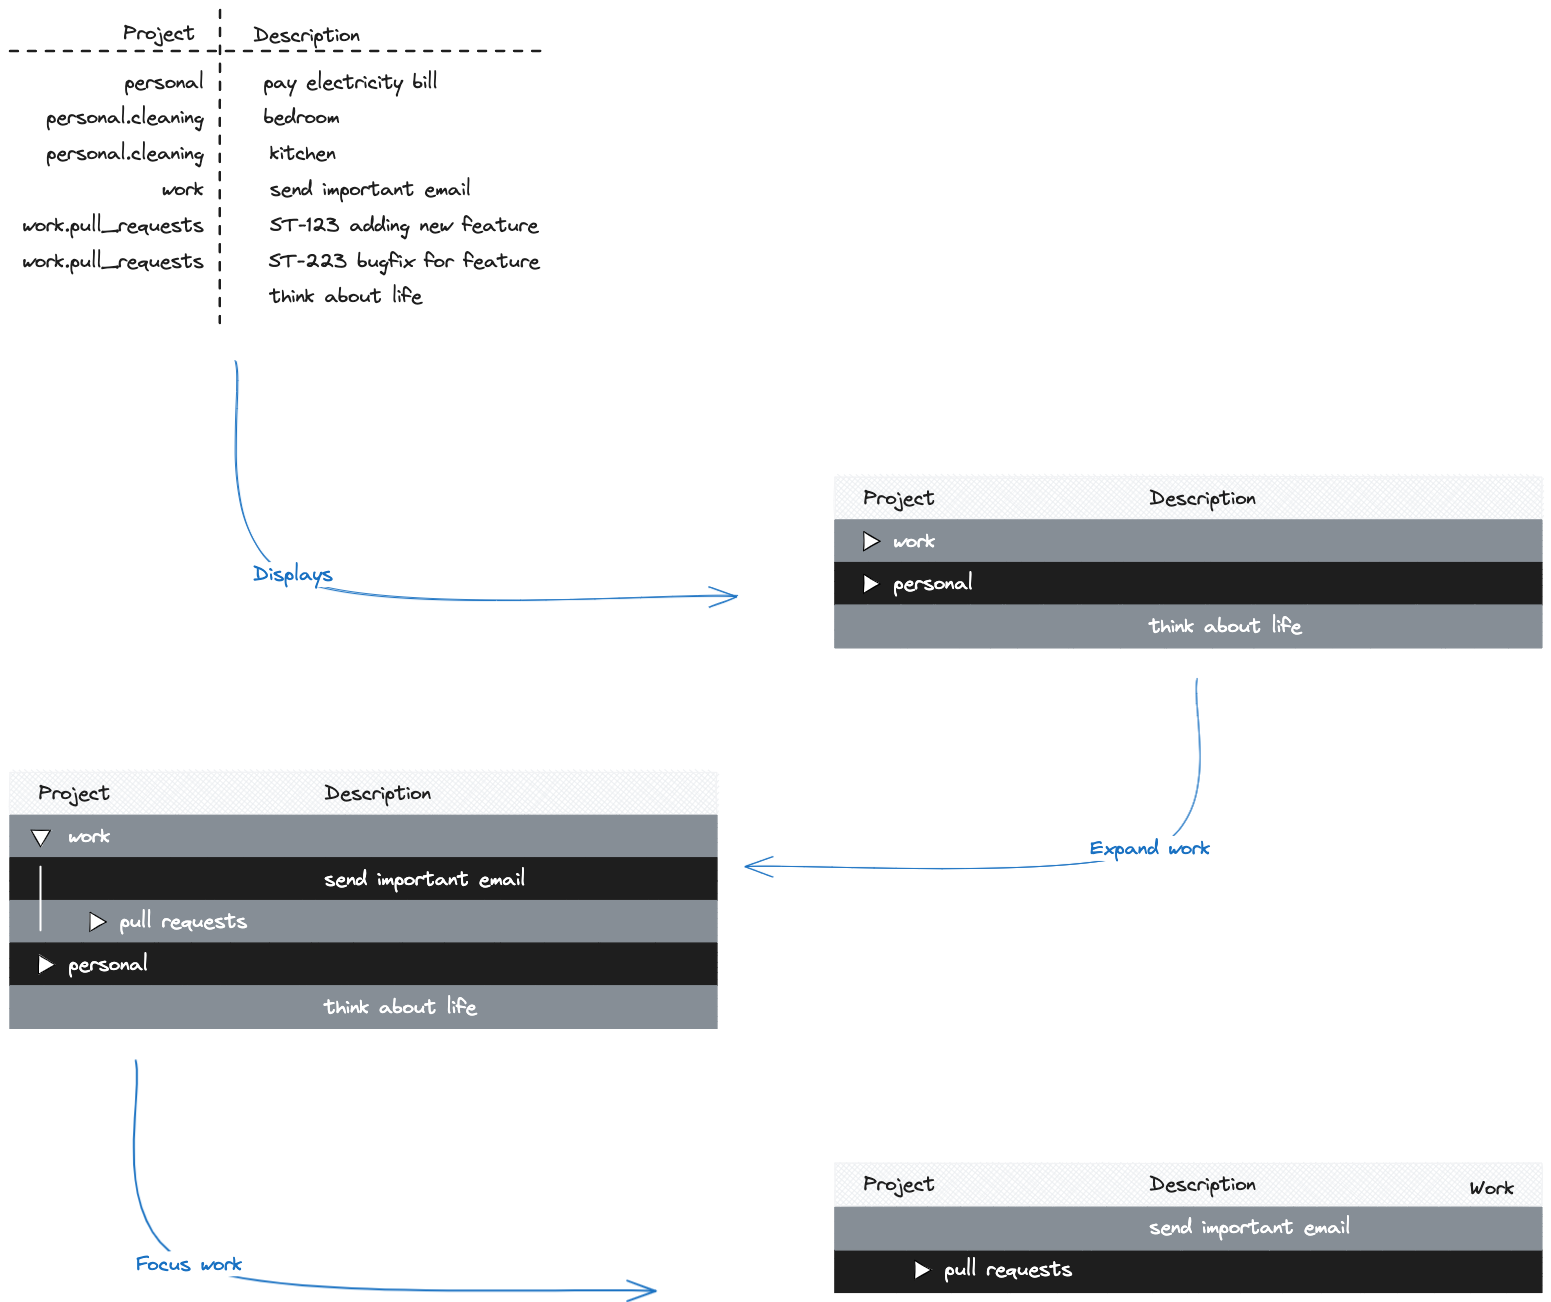 Project Description
personal pay electricity bill
personal.cleaning bedroom
personal.cleaning kitchen
work send important email
work.pull_requests ST-123 adding new feature
work.pull_requests ST-223 bugfix for feature
think about life
Displays
Project Description
work
personal
think about life
Expand work
Project Description
work
send important email
pull requests
personal
think about life
Focus work
Project Description Work
send important email
pull requests